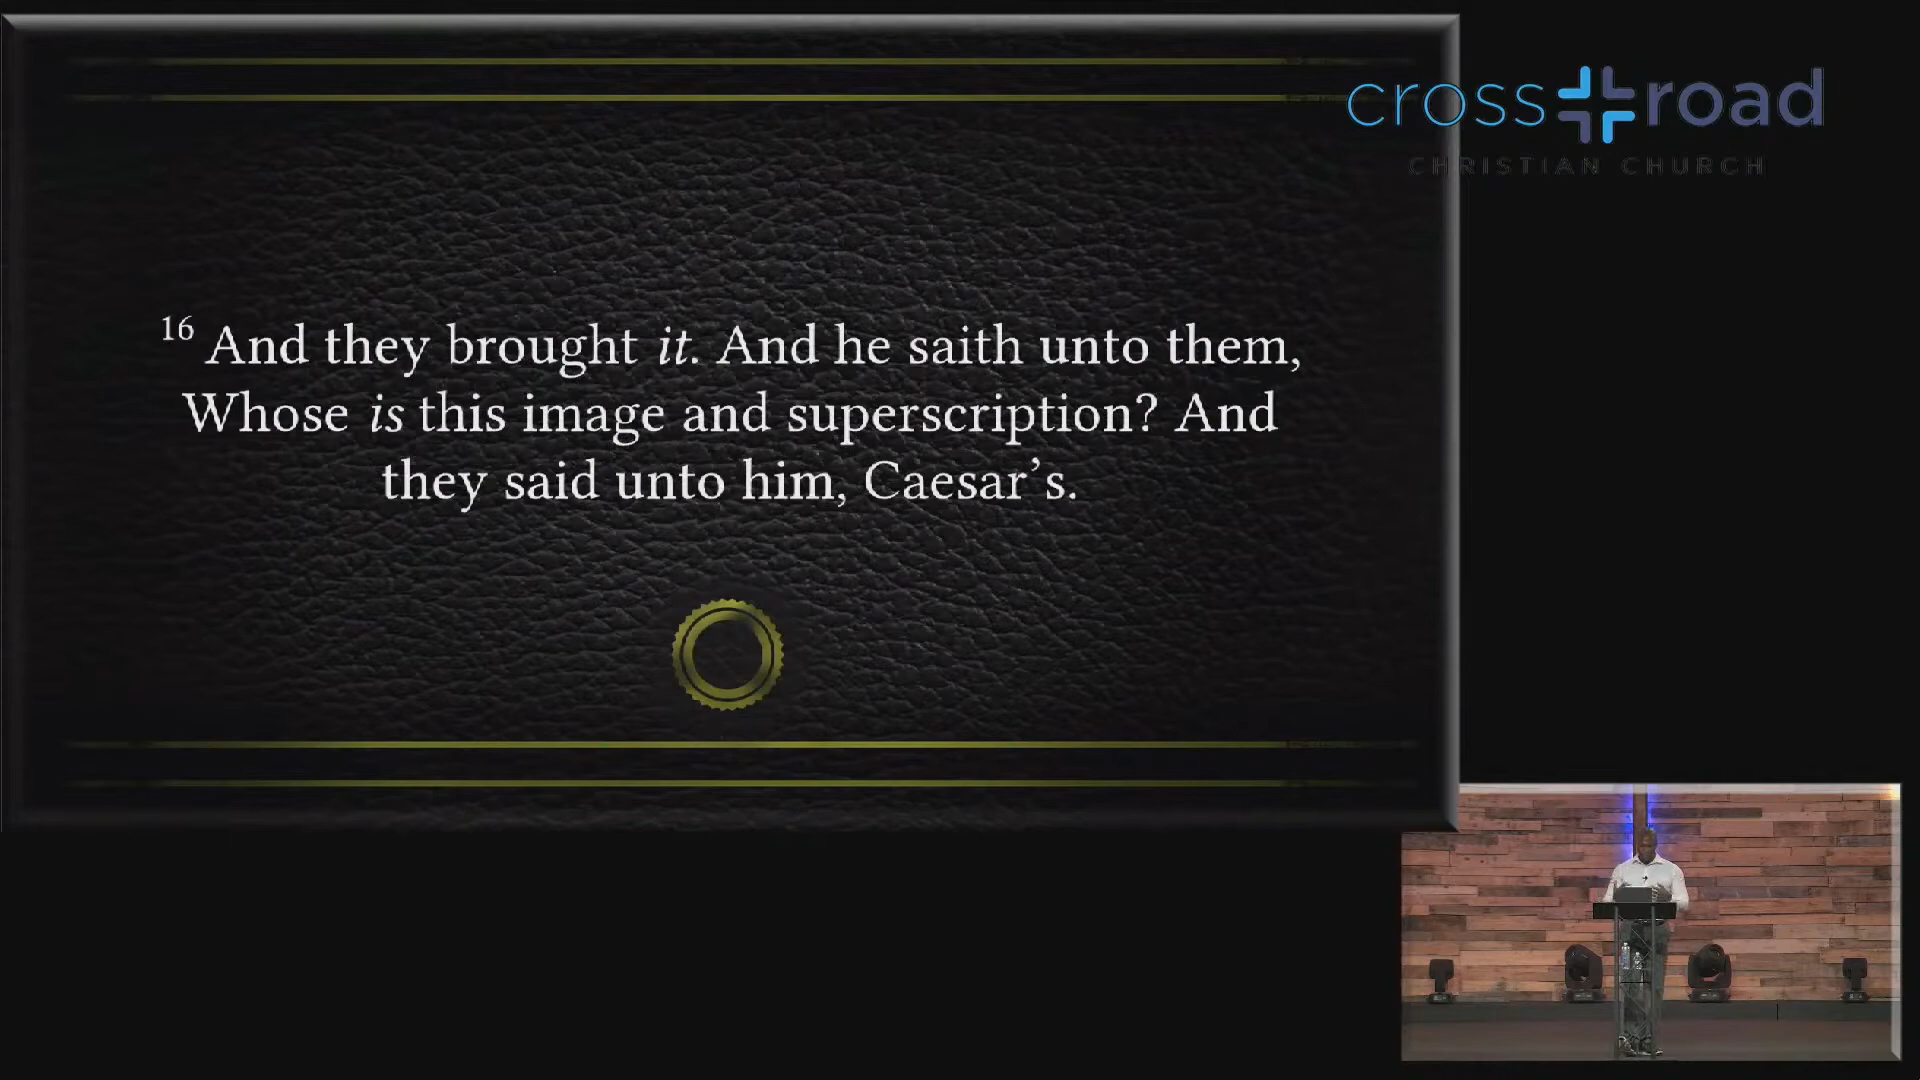 cross road
CHRISTIAN CHURCH
16 And they brought it. And he saith unto them,
Whose is this image and superscription? And
they said unto him, Caesar’s.